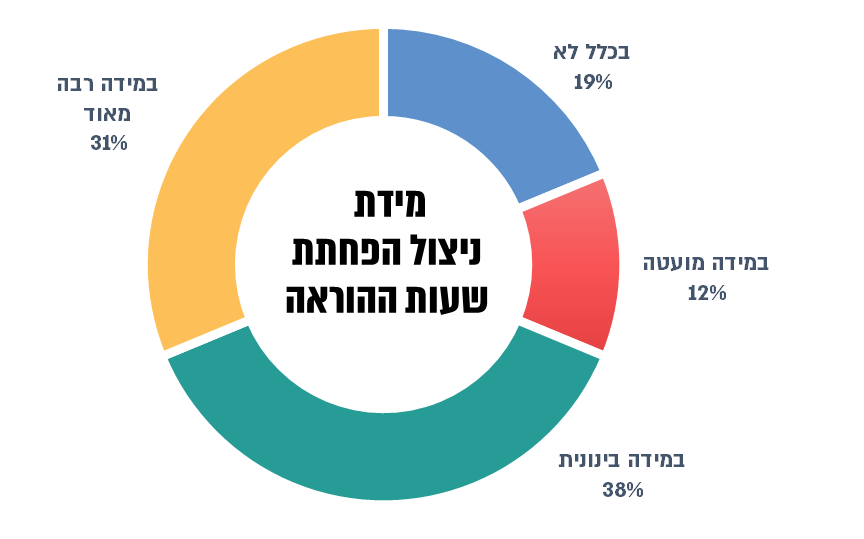 מידת
ניצול הפחתת
שעות ההוראה
בכלל לא
19%
במידה מועטה
12%
במידה בינונית
38%
במידה רבה
מאוד
31%